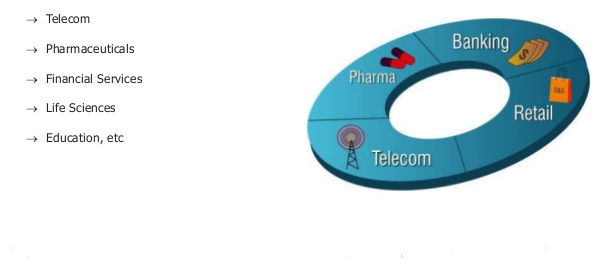 → Telecom
→ Pharmaceuticals
→ Financial Services
→ Life Sciences
→ Education, etc
Banking
Pharma
Retail
Telecom